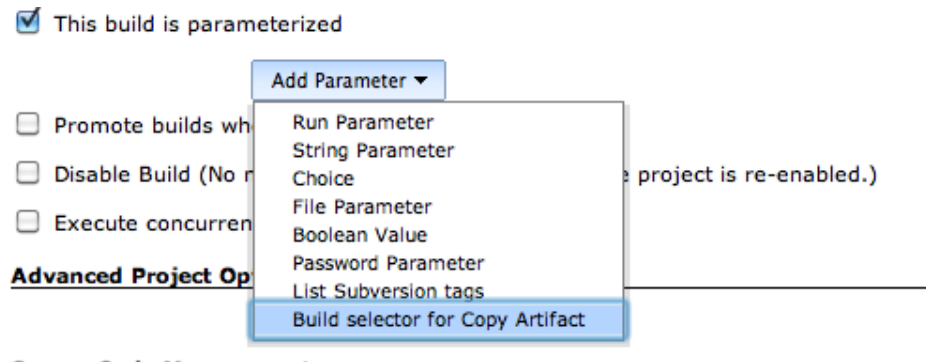 This build is parameterized
Add Parameter
Promote builds wh
Run Parameter
String Parameter
Disable Build (No
Choice
e project is re-enabled.)
File Parameter
Execute concurren
Boolean Value
Password Parameter
Advanced Project Op
List Subversion tags
Build selector for Copy Artifact